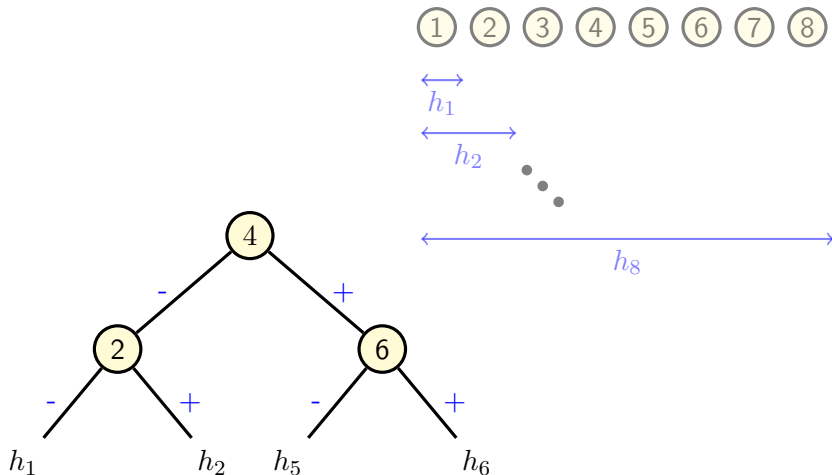 1 2 3 4 5 6 7 8
h₁
h₂
h₈
4
- +
2 6
- + - +
h₁ h₂ h₅ h₆